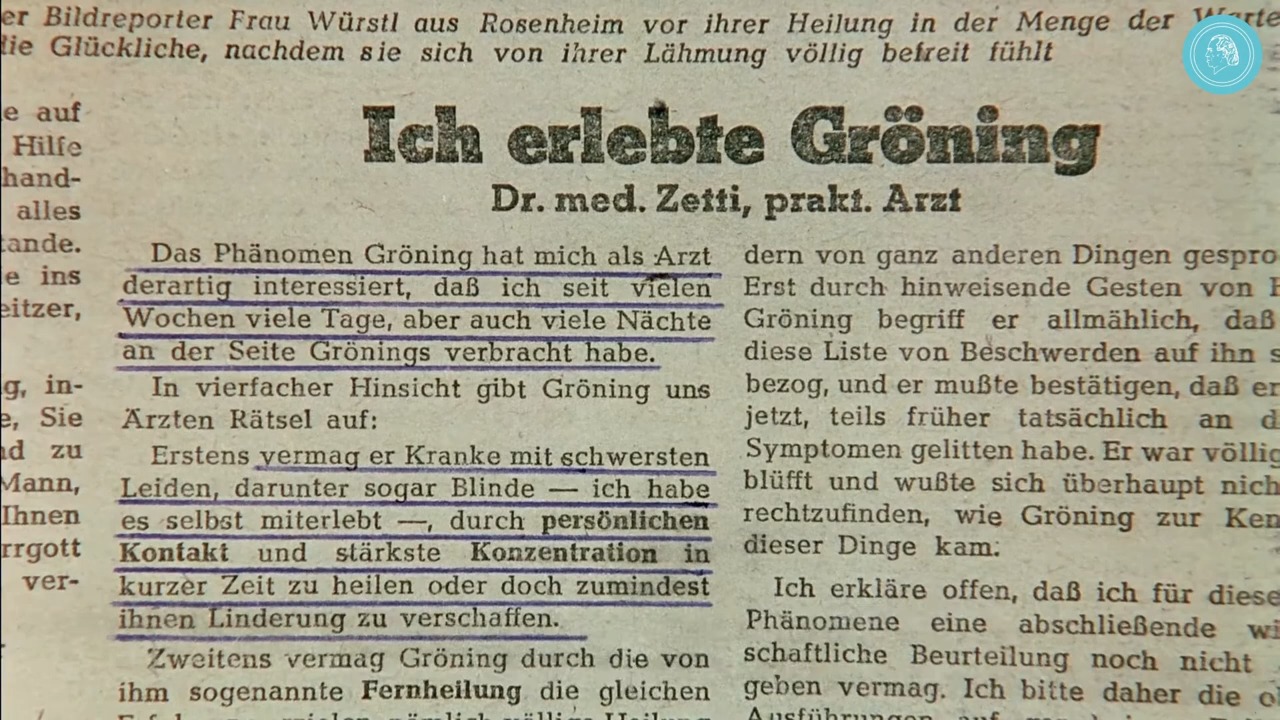 er Bildreporter Frau Würstl aus Rosenheim vor ihrer Heilung in der Menge der
die Glückliche, nachdem sie sich von ihrer Lähmung völlig befreit fühlt
e auf
Hilfe
hand-
alles
tande.
e ins
eitzer,
g, in-
e, Sie
nd zu
Mann,
Ihnen
rrgott
ver-
Ich erlebte Gröning
Dr. med. Zetti, prakt. Arzt
Das Phänomen Gröning hat mich als Arzt
derartig interessiert, daß ich seit vielen
Wochen viele Tage, aber auch viele Nächte
an der Seite Grönings verbracht habe.
In vierfacher Hinsicht gibt Gröning uns
Ärzten Rätsel auf:
Erstens vermag er Kranke mit schwersten
Leiden, darunter sogar Blinde — ich habe
es selbst miterlebt —, durch persönlichen
Kontakt und stärkste Konzentration in
kurzer Zeit zu heilen oder doch zumindest
ihnen Linderung zu verschaffen.
Zweitens vermag Gröning durch die von
ihm sogenannte Fernheilung die gleichen
dern von ganz anderen Dingen gespro
Erst durch hinweisende Gesten von
Gröning begriff er allmählich, daß
diese Liste von Beschwerden auf ihn s
bezog, und er mußte bestätigen, daß er
jetzt, teils früher tatsächlich an d
Symptomen gelitten habe. Er war völlig
blüfft und wußte sich überhaupt nich
rechtzufinden, wie Gröning zur Ken
dieser Dinge kam.
Ich erkläre offen, daß ich für diese
Phänomene eine abschließende wi
schaftliche Beurteilung noch nicht
geben vermag. Ich bitte daher die o